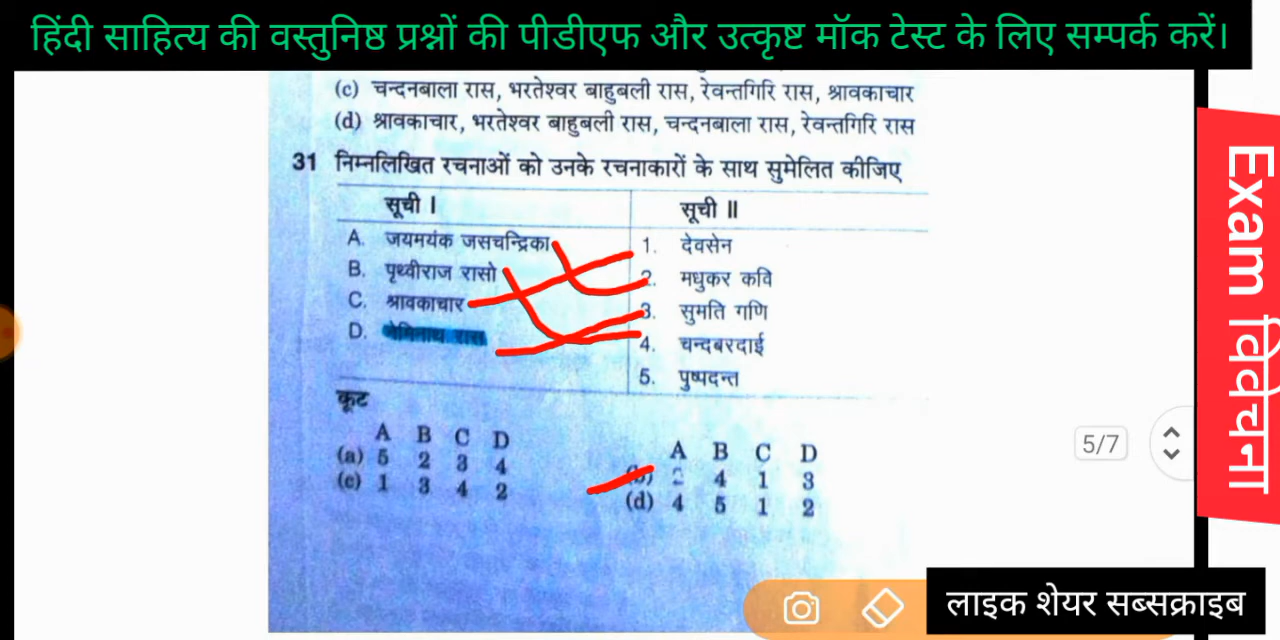 हिंदी साहित्य की वस्तुनिष्ठ प्रश्नों की पीडीएफ और उत्कृष्ट मॉक टेस्ट के लिए सम्पर्क करें।
(c) चन्दनबाला रास, भरतेश्वर बाहुबली रास, रेवन्तगिरि रास, श्रावकाचार
(d) श्रावकाचार, भरतेश्वर बाहुबली रास, चन्दनबाला रास, रेवन्तगिरि रास
31 निम्नलिखित रचनाओं को उनके रचनाकारों के साथ सुमेलित कीजिए
सूची I सूची II
A. जयमयंक जसचन्द्रिका 1. देवसेन
B. पृथ्वीराज रासो 2. मधुकर कवि
C. श्रावकाचार 3. सुमति गणि
D. नेमिनाथ रास 4. चन्दबरदाई
5. पुष्पदन्त
कूट
A B C D A B C D
(a) 5 2 3 4 (b) 2 4 1 3
(c) 1 3 4 2 (d) 4 5 1 2
5/7
Exam विवेचना
लाइक शेयर सब्सक्राइब